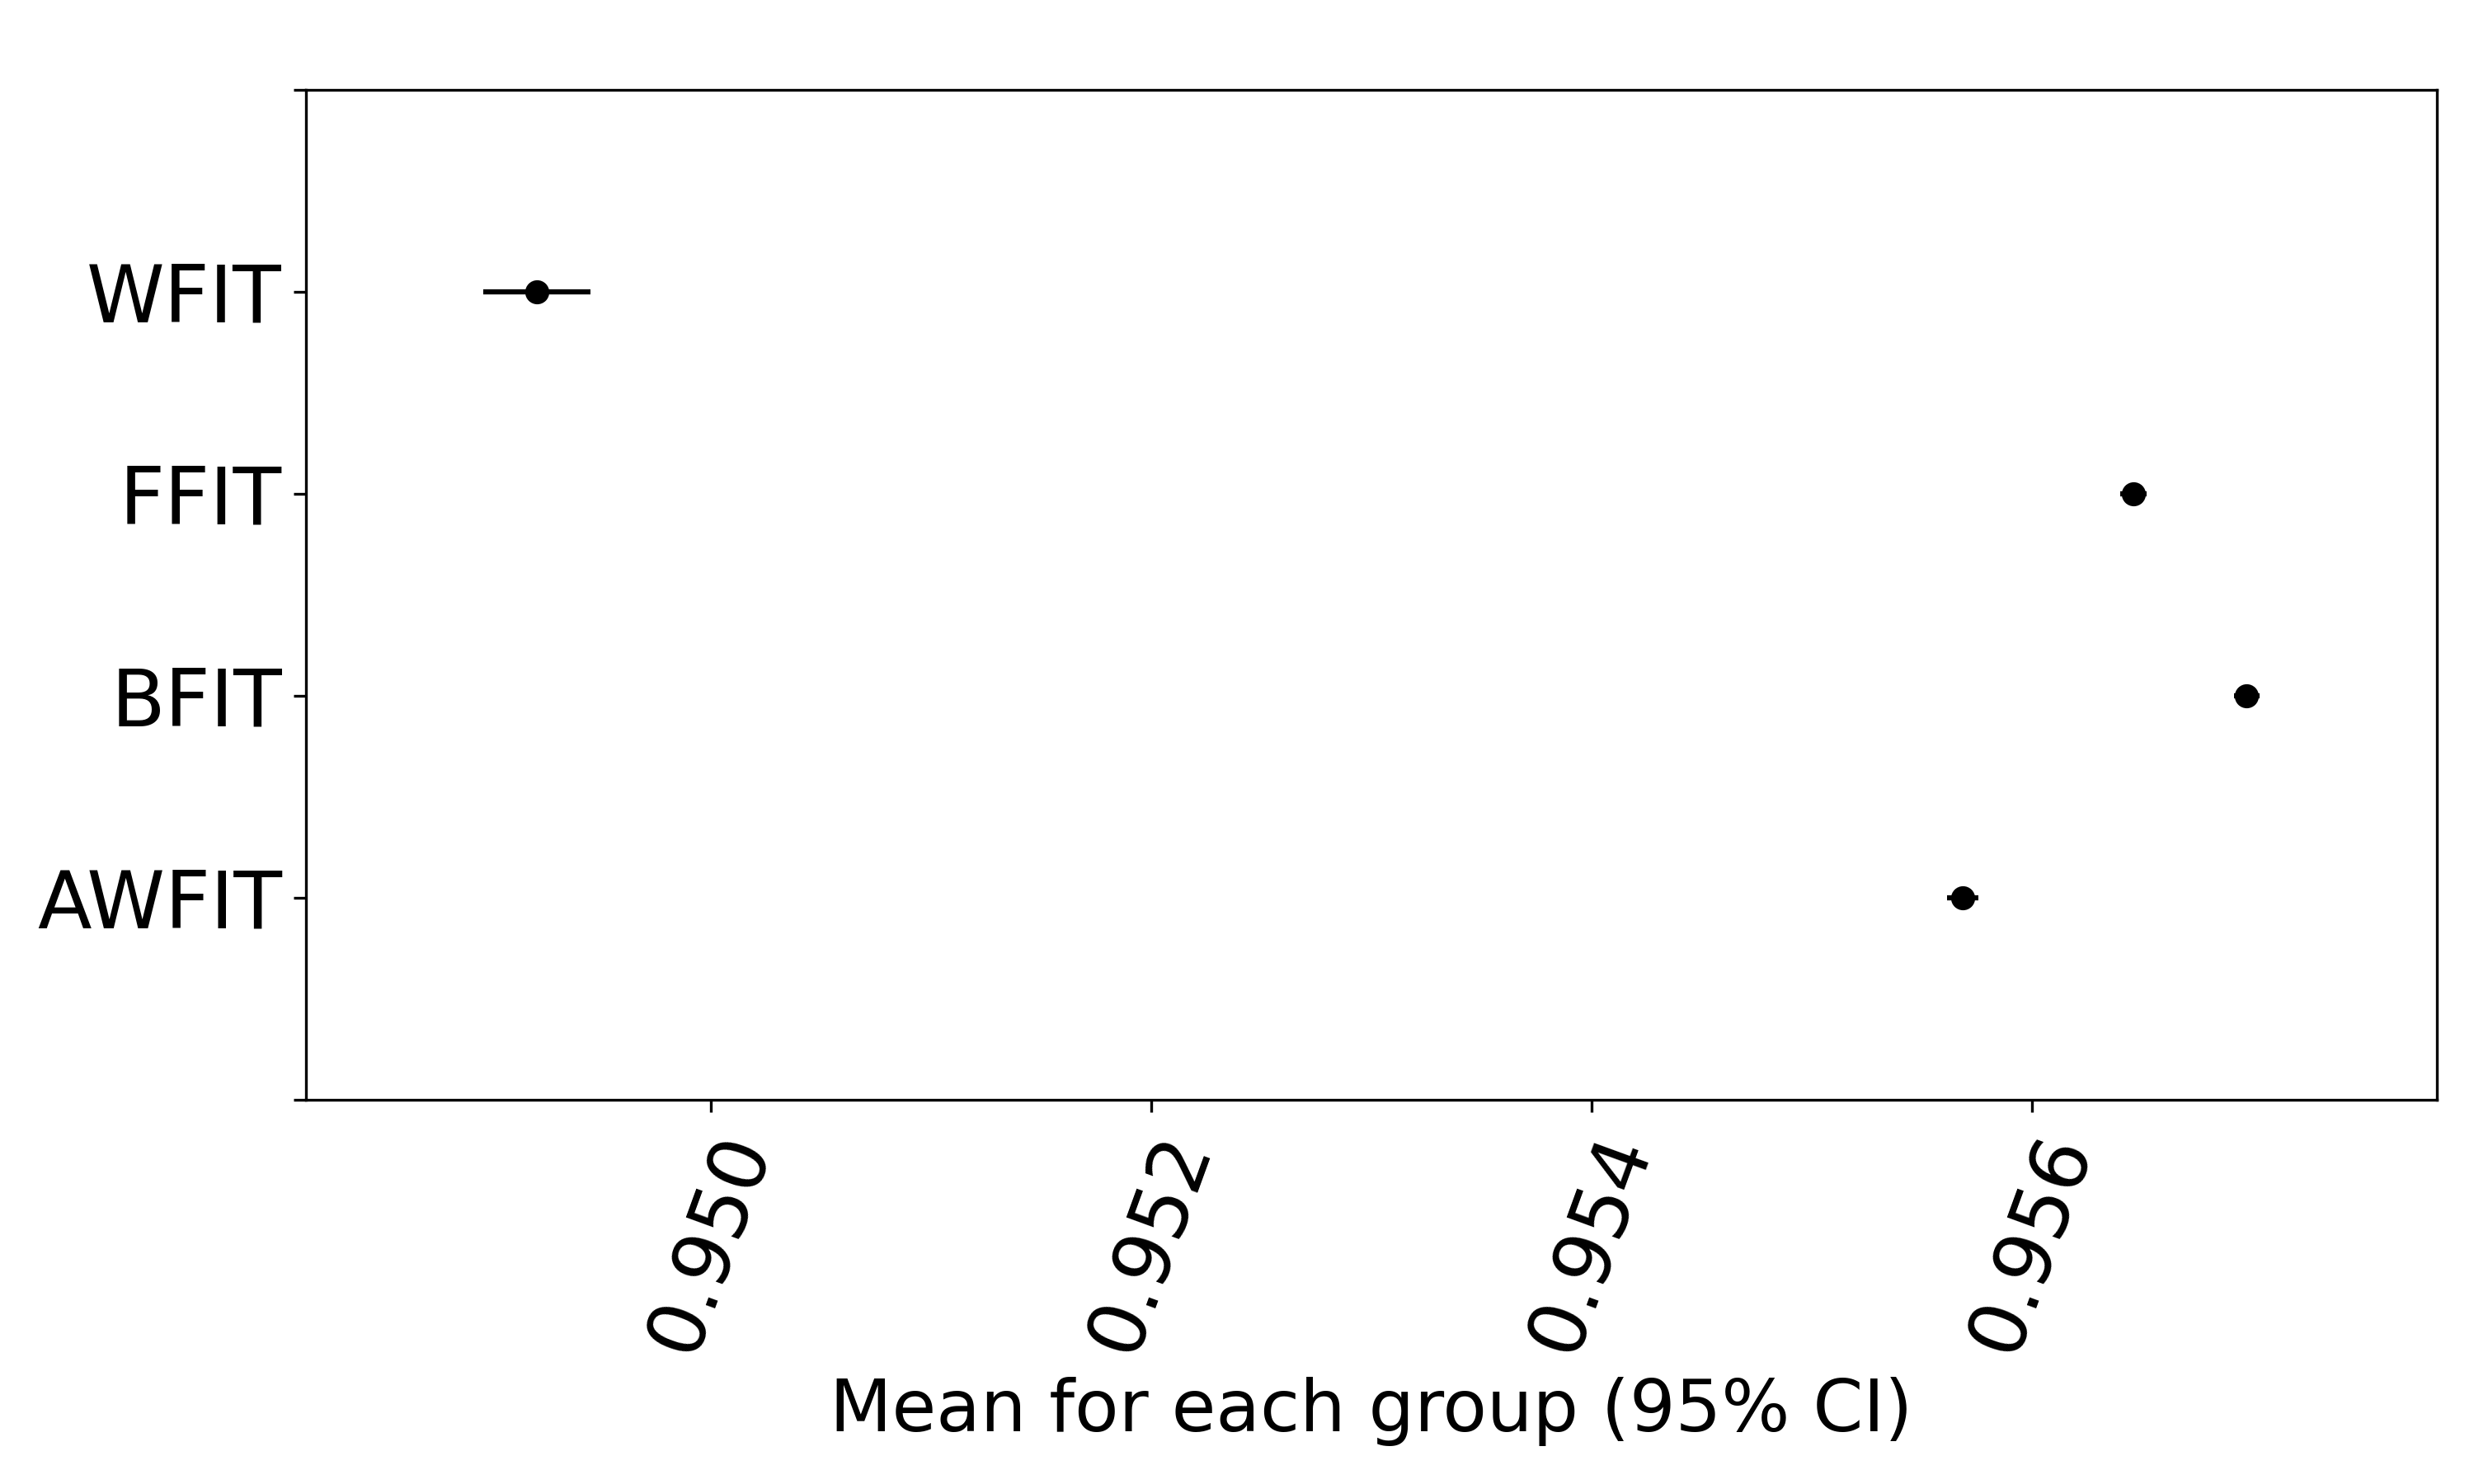 WFIT
FFIT
BFIT
AWFIT
0.950
0.952
0.954
0.956
Mean for each group (95% CI)